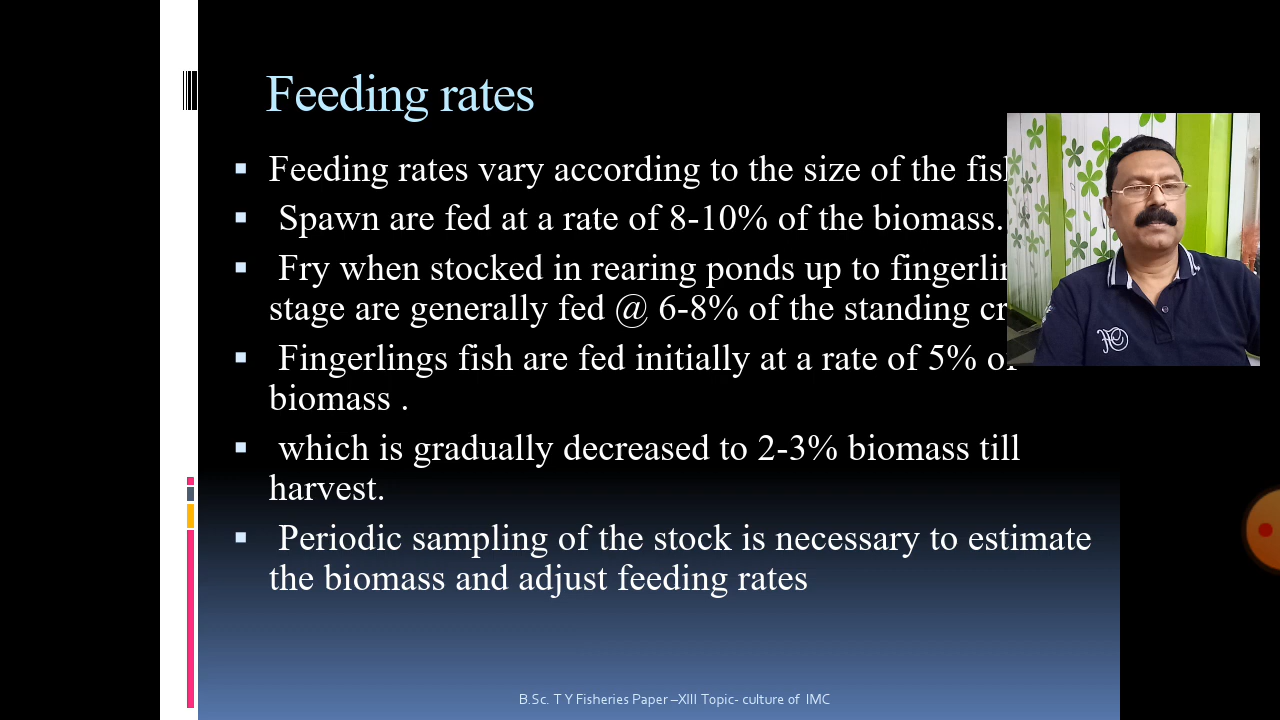 Feeding rates
Feeding rates vary according to the size of the
Spawn are fed at a rate of 8-10% of the biomass.
Fry when stocked in rearing ponds up to
stage are generally fed @ 6-8% of the standing
Fingerlings fish are fed initially at a rate of 5% of
biomass .
which is gradually decreased to 2-3% biomass till
harvest.
Periodic sampling of the stock is necessary to estimate
the biomass and adjust feeding rates
B.Sc. T Y Fisheries Paper –XIII Topic- culture of IMC